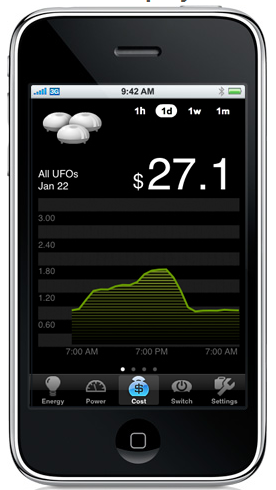 3G 9:42 AM
1h 1d 1w 1m
All UFOs
Jan 22
$27.1
3.00
2.40
1.80
1.20
0.60
7:00 AM 7:00 PM 7:00 AM
Energy Power Cost Switch Settings